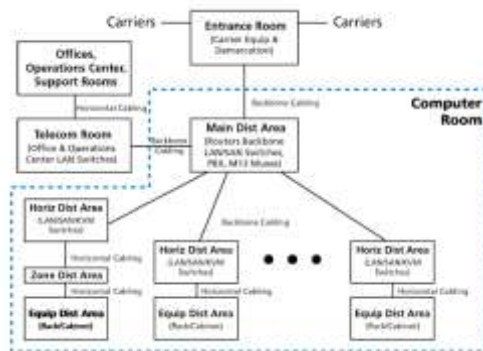 Carriers
Entrance Room
(Carrier Equip &
Demarcation)
Carriers
Offices,
Operations Center,
Support Rooms
Horizontal Cabling
Backbone Cabling
Computer
Room
Telecom Room
(Office & Operations
Center LAN Switches)
Backbone
Cabling
Main Dist Area
(Routers Backbone
LAN/SAN Switches,
PBX, M13 Muxes)
Backbone Cabling
Horiz Dist Area
(LAN/SAN/KVM
Switches)
Horizontal Cabling
Zone Dist Area
Horizontal Cabling
Equip Dist Area
(Rack/Cabinet)
Horiz Dist Area
(LAN/SAN/KVM
Switches)
Horizontal Cabling
Equip Dist Area
(Rack/Cabinet)
Horiz Dist Area
(LAN/SAN/KVM
Switches)
Horizontal Cabling
Equip Dist Area
(Rack/Cabinet)